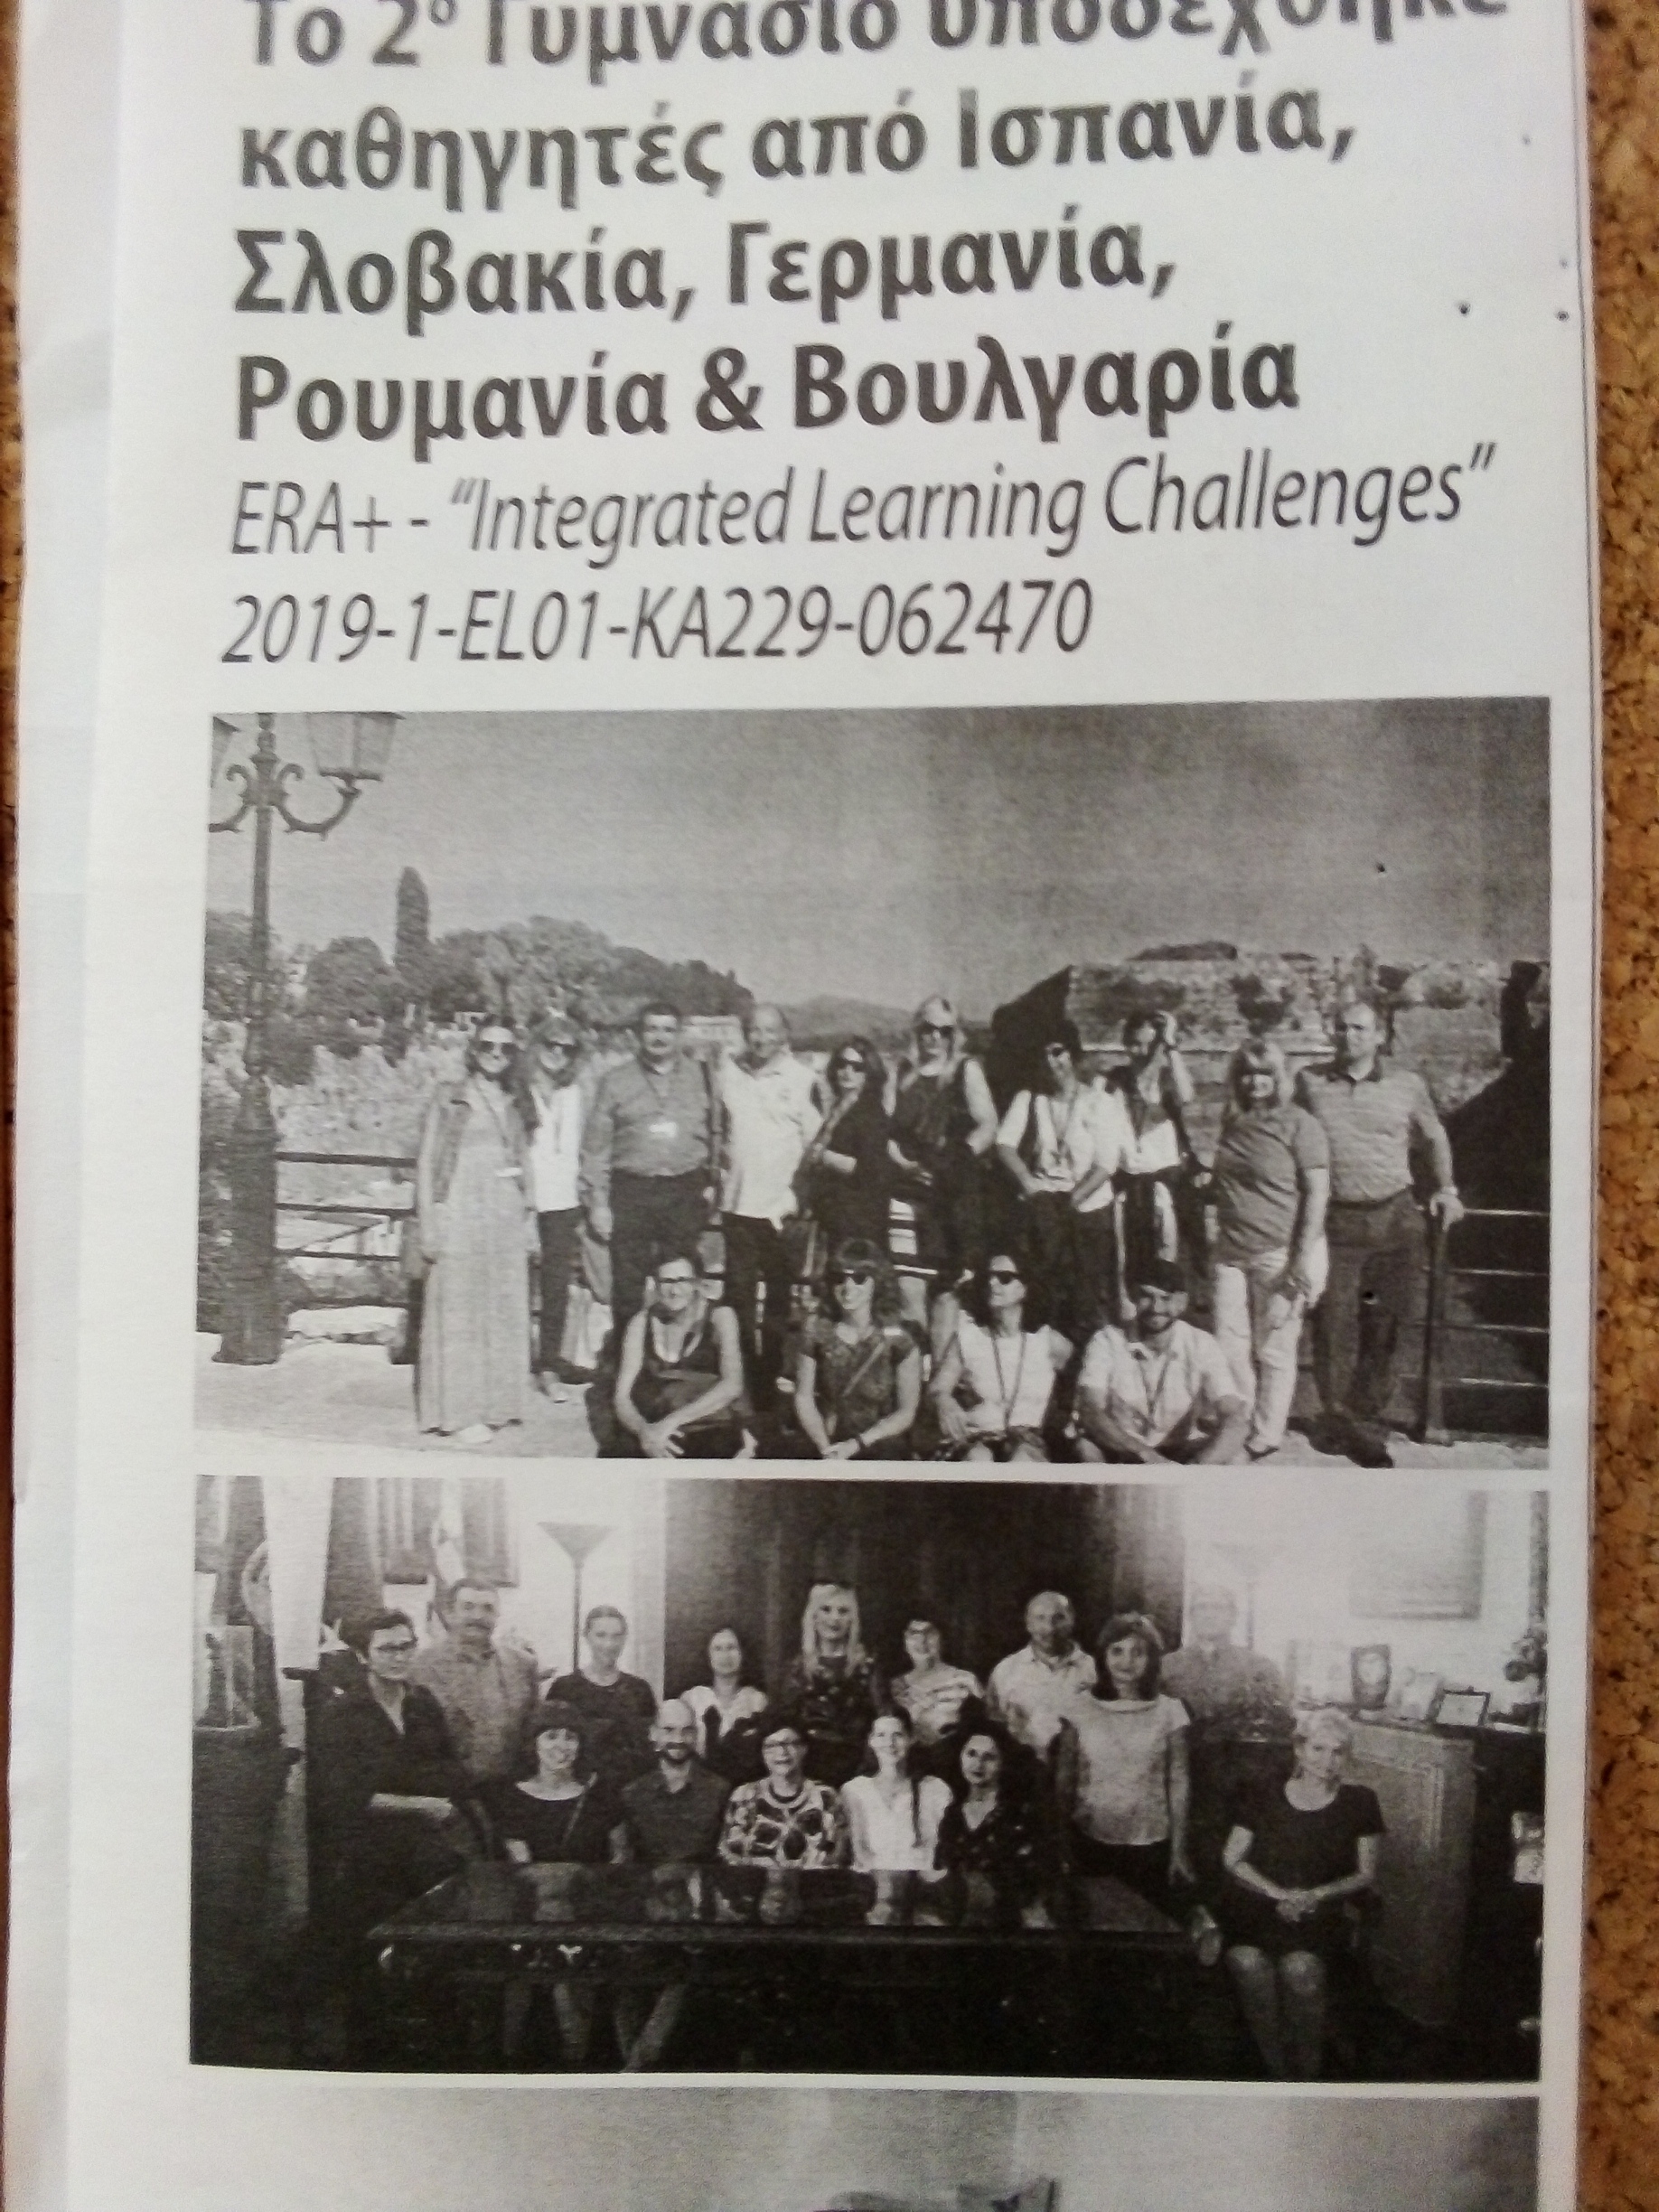 Το 2ο Γυμνάσιο υποδέχθηκε
καθηγητές από Ισπανία,
Σλοβακία, Γερμανία,
Ρουμανία & Βουλγαρία
ERA+ - “Integrated Learning Challenges”
2019-1-EL01-KA229-062470